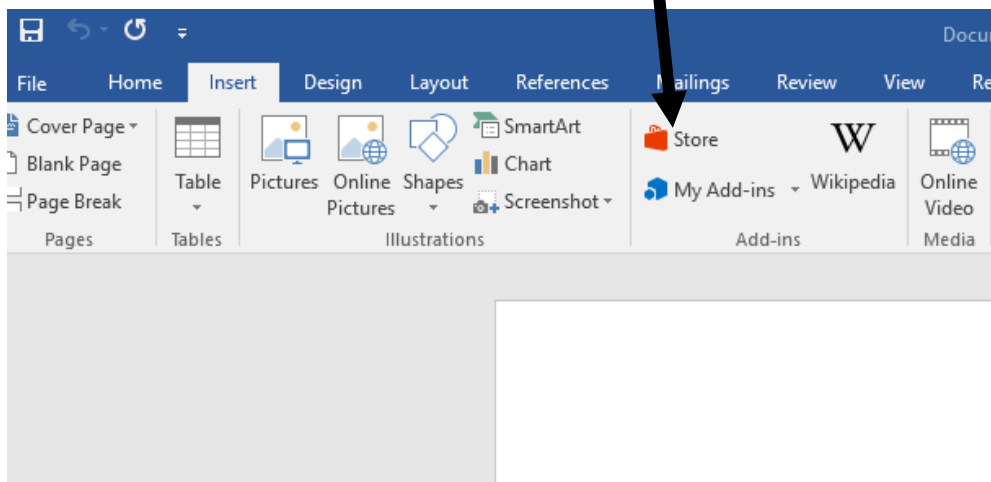 Docu
File Home Insert Design Layout References Mailings Review View Re
Cover Page
Blank Page
Page Break
Pages
Table
Tables
Pictures
Online
Pictures
Shapes
SmartArt
Chart
Screenshot
Illustrations
Store
My Add-ins
W
Wikipedia
Add-ins
Online
Video
Media